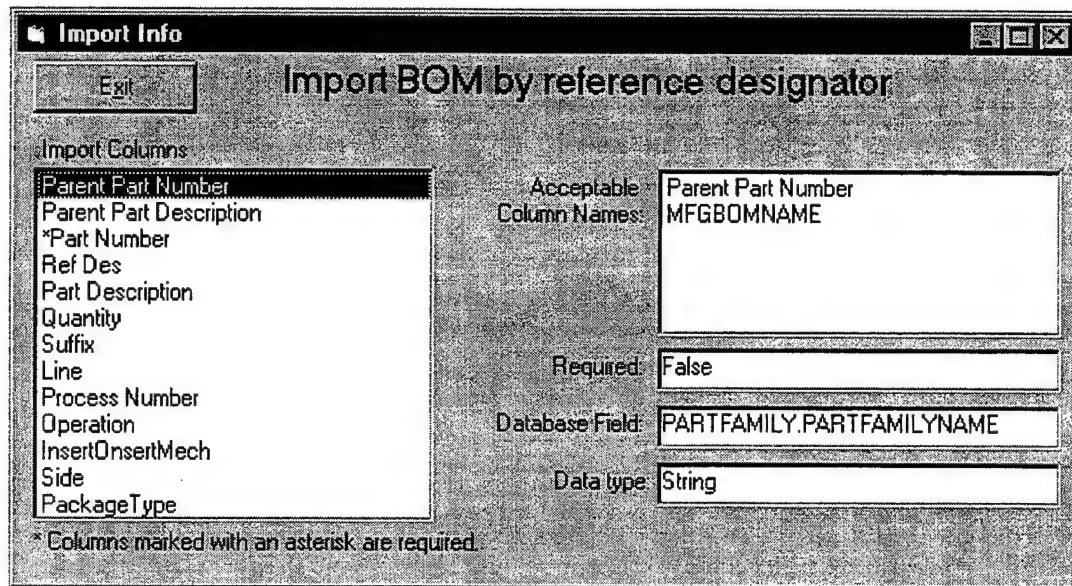 Import Info
Exit
Import BOM by reference designator
Import Columns
Parent Part Number
Parent Part Description
*Part Number
Ref Des
Part Description
Quantity
Suffix
Line
Process Number
Operation
InsertOnsertMech
Side
PackageType
* Columns marked with an asterisk are required.
Acceptable
Column Names:
Parent Part Number
MFGBOMNAME
Required:
False
Database Field:
PARTFAMILY.PARTFAMILYNAME
Data type:
String